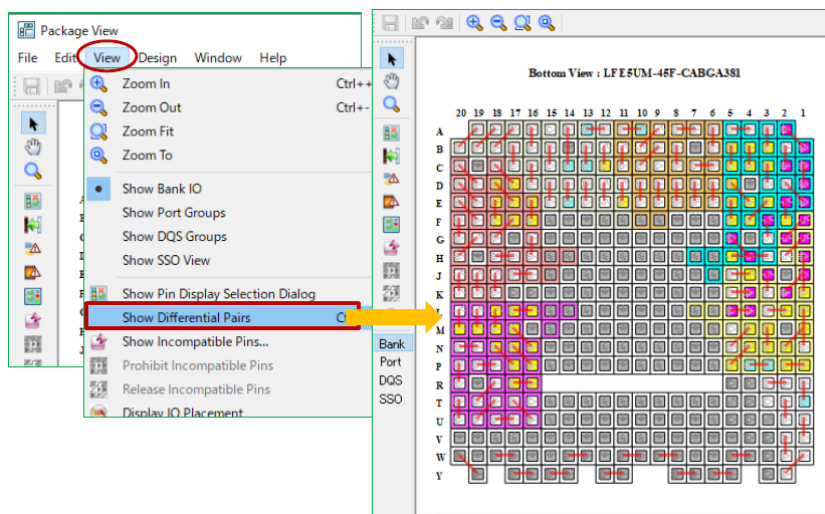 Package View
File Edit View Design Window Help
Zoom In Ctrl++
Zoom Out Ctrl+-
Zoom Fit
Zoom To
Show Bank IO
Show Port Groups
Show DQS Groups
Show SSO View
Show Pin Display Selection Dialog
Show Differential Pairs
Show Incompatible Pins...
Prohibit Incompatible Pins
Release Incompatible Pins
Display IO Placement
Bank
Port
DQS
SSO
Bottom View : LFE5UM-45F-CABGA381
20 19 18 17 16 15 14 13 12 11 10 9 8 7 6 5 4 3 2 1
A
B
C
D
E
F
G
H
J
K
L
M
N
P
R
T
U
V
W
Y